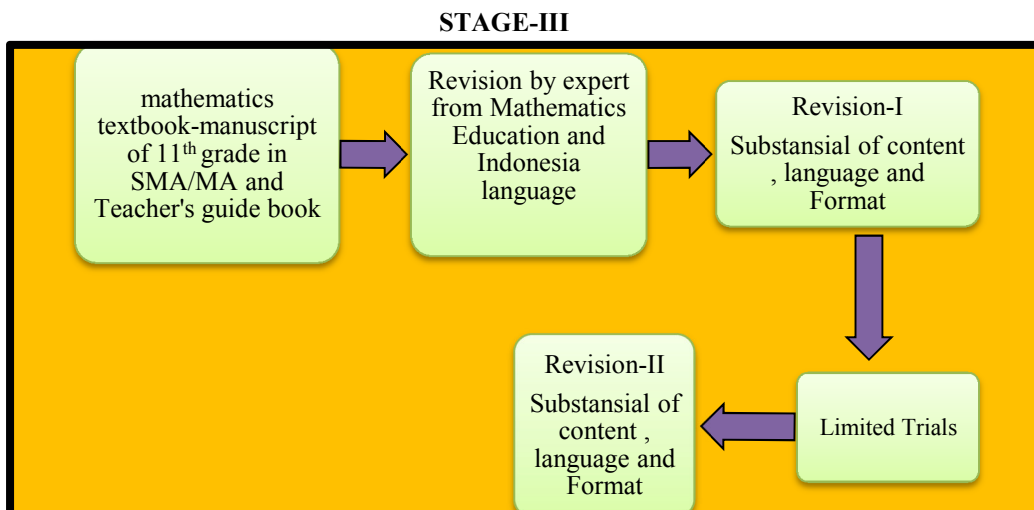 STAGE-III
mathematics
textbook-manuscript
of 11th grade in
SMA/MA and
Teacher's guide book
Revision by expert
from Mathematics
Education and
Indonesia
language
Revision-I
Substansial of content
, language and
Format
Limited Trials
Revision-II
Substansial of
content ,
language and
Format